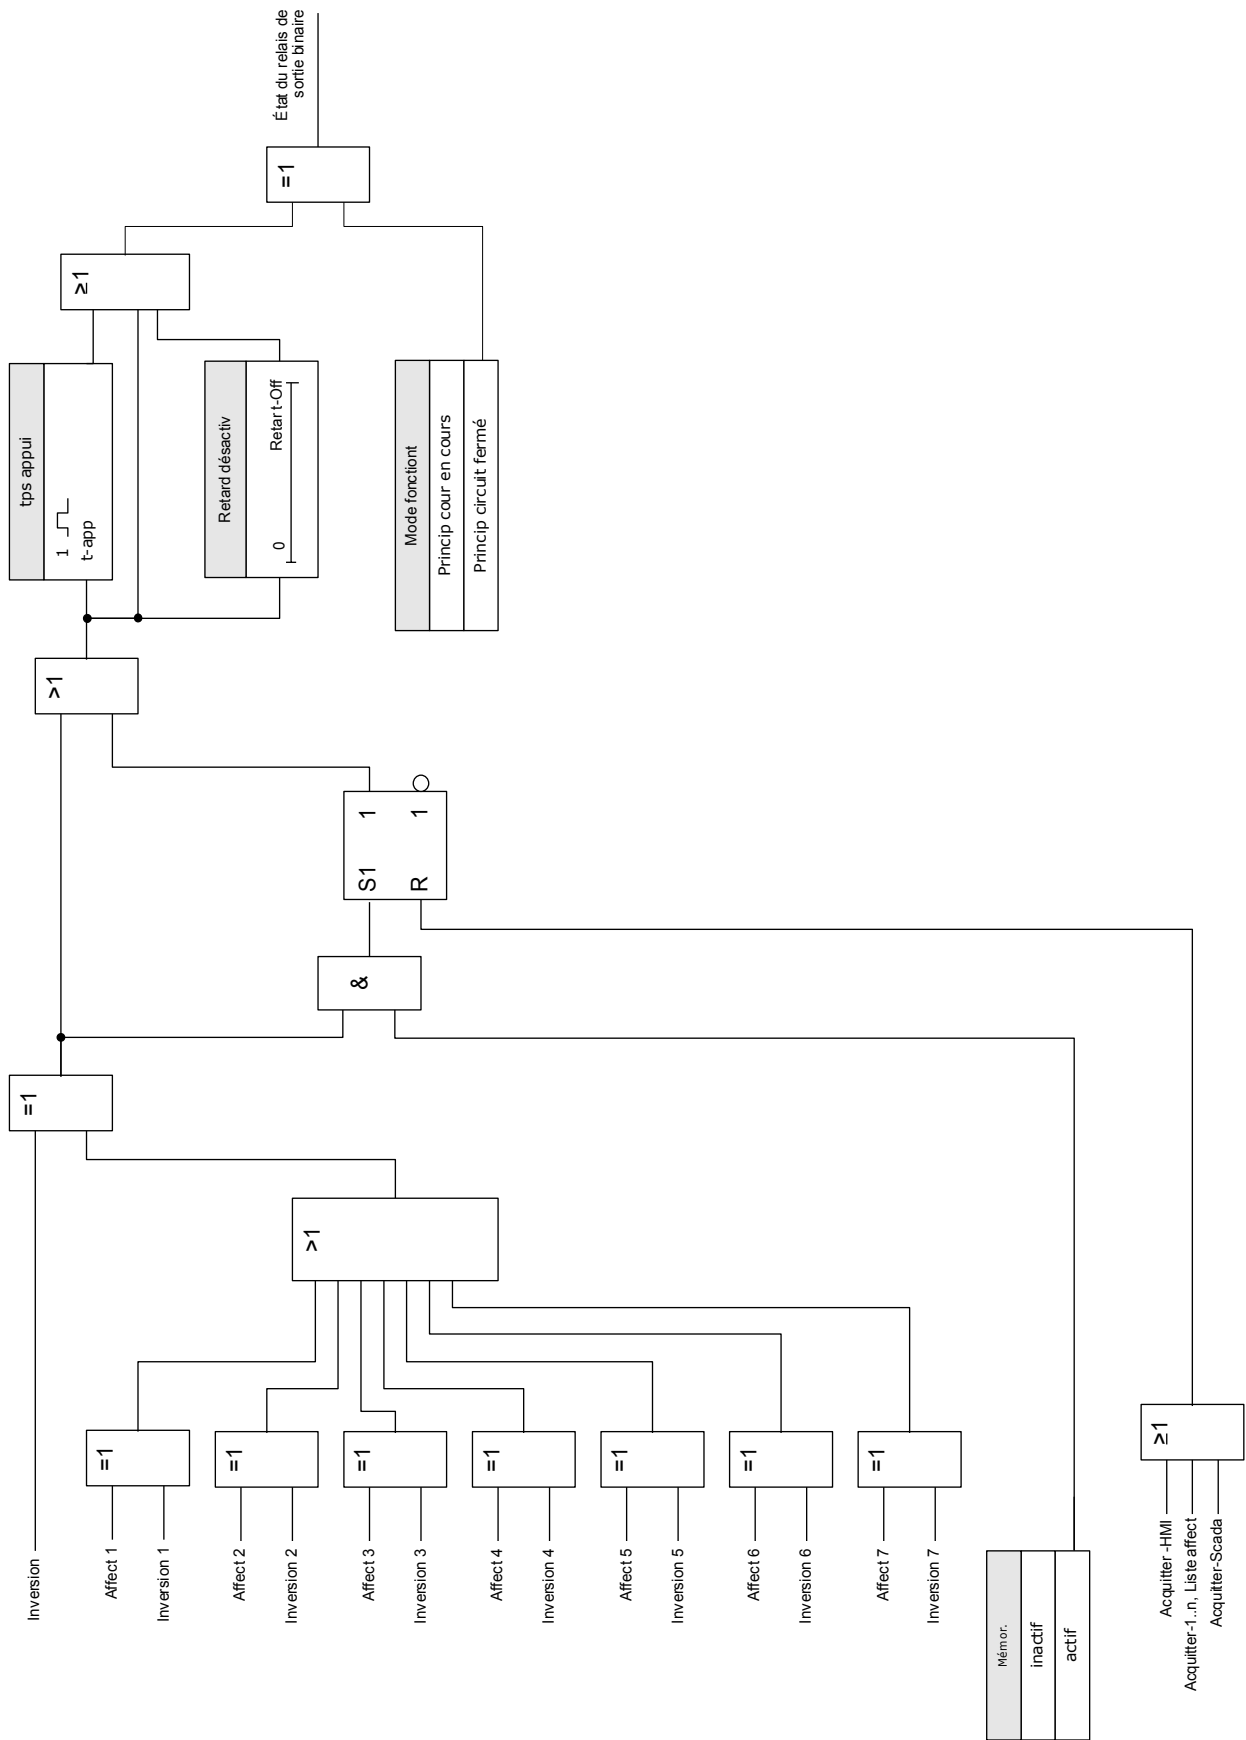 Inversion
Affect 1
Inversion 1
Affect 2
Inversion 2
Affect 3
Inversion 3
Affect 4
Inversion 4
Affect 5
Inversion 5
Affect 6
Inversion 6
Affect 7
Inversion 7
=1
=1
=1
=1
=1
=1
=1
>1
=1
Mémor.
inactif
actif
Acquitter -HMI
Acquitter-1..n, Liste affect
Acquitter-Scada
≥1
&
S1 1
R 1
>1
tps appui
1
t-app
Retard désactiv
0 Retart-Off
Mode fonctiont
Princip cour en cours
Princip circuit fermé
≥1
=1
État du relais de
sortie binaire